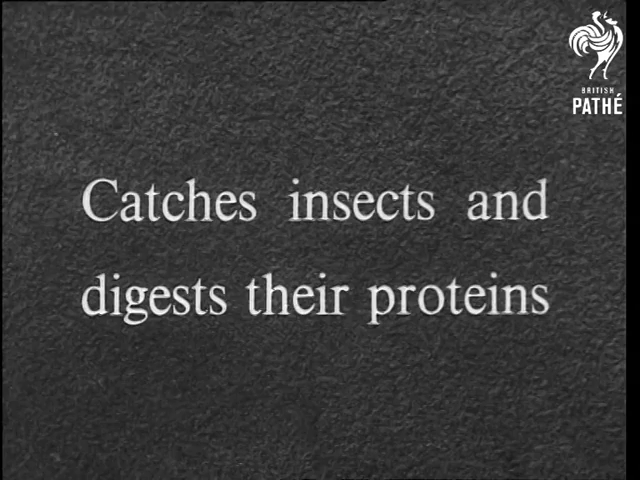 BRITISH
PATHÉ
Catches insects and
digests their proteins